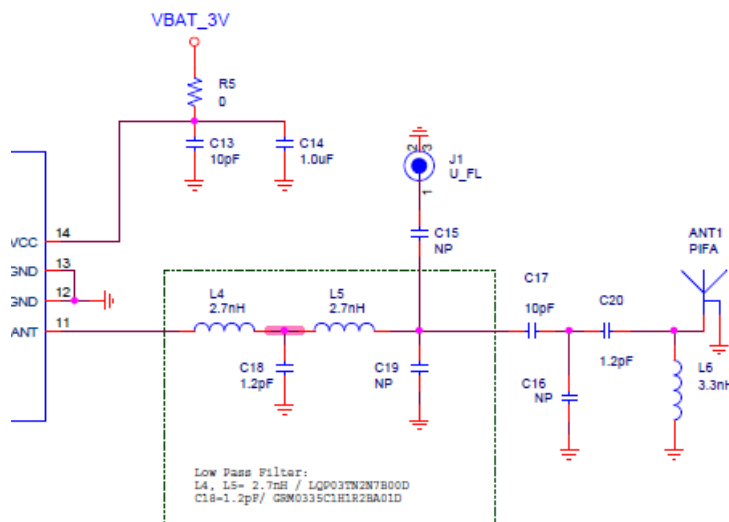 VBAT_3V
R5
0
C13
10pF
C14
1.0uF
2
3
J1
U_FL
1
C15
NP
ANT1
PIFA
VCC
14
GND
13
GND
12
ANT
11
L4
2.7nH
L5
2.7nH
C17
10pF
C20
1.2pF
C18
1.2pF
C19
NP
C16
NP
L6
3.3nH
Low Pass Filter:
L4, L5= 2.7nH / LQP03TN2N7B00D
C18=1.2pF/ GRM0335C1H1R2BA01D